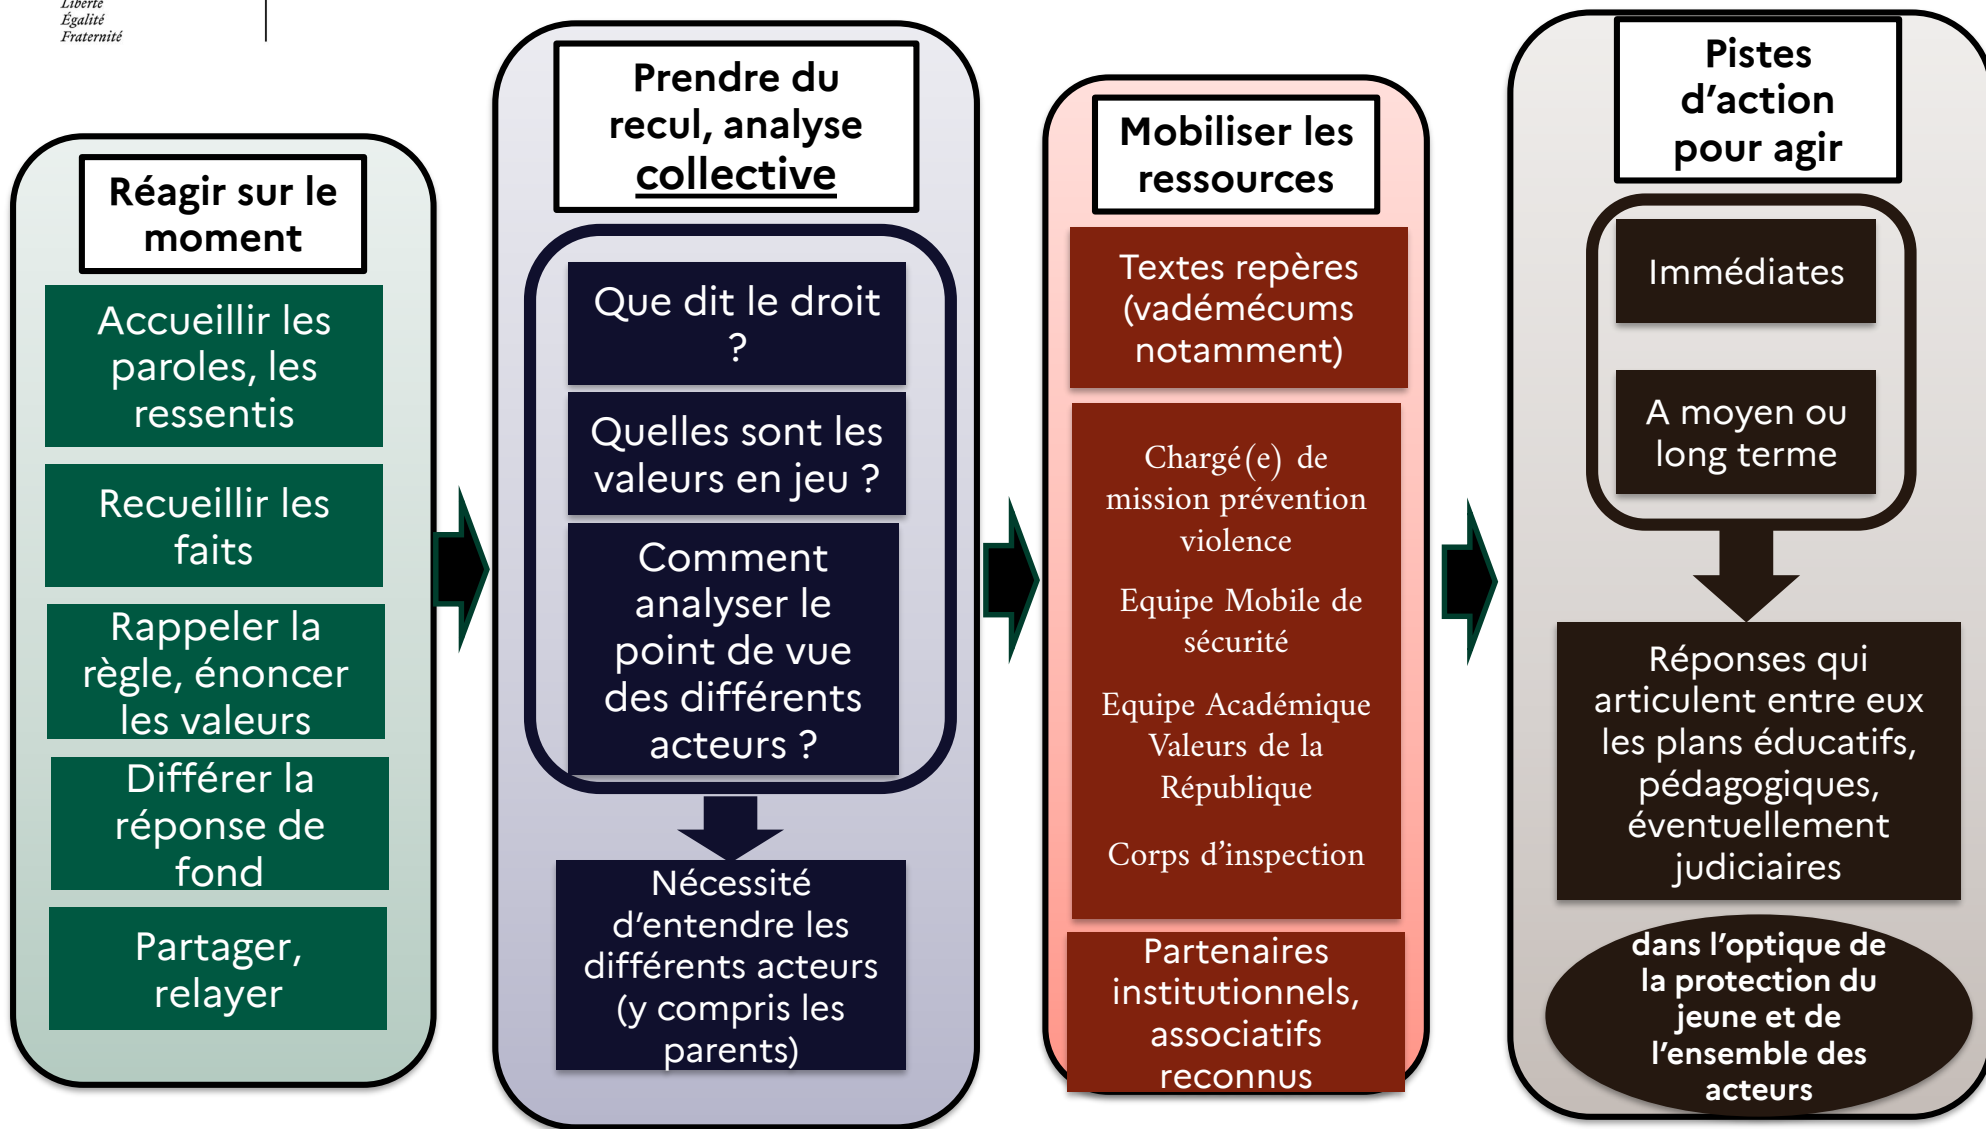 Liberté
Égalité
Fraternité
Réagir sur le
moment
Accueillir les
paroles, les
ressentis
Recueillir les
faits
Rappeler la
règle, énoncer
les valeurs
Différer la
réponse de
fond
Partager,
relayer
Prendre du
recul, analyse
collective
Que dit le droit
?
Quelles sont les
valeurs en jeu ?
Comment
analyser le
point de vue
des différents
acteurs ?
Nécessité
d'entendre les
différents acteurs
(y compris les
parents)
Mobiliser les
ressources
Textes repères
(vadémécums
notamment)
Chargé(e) de
mission prévention
violence
Equipe Mobile de
sécurité
Equipe Académique
Valeurs de la
République
Corps d'inspection
Partenaires
institutionnels,
associatifs
reconnus
Pistes
d'action
pour agir
Immédiates
A moyen ou
long terme
Réponses qui
articulent entre eux
les plans éducatifs,
pédagogiques,
éventuellement
judiciaires
dans l'optique de
la protection du
jeune et de
l'ensemble des
acteurs